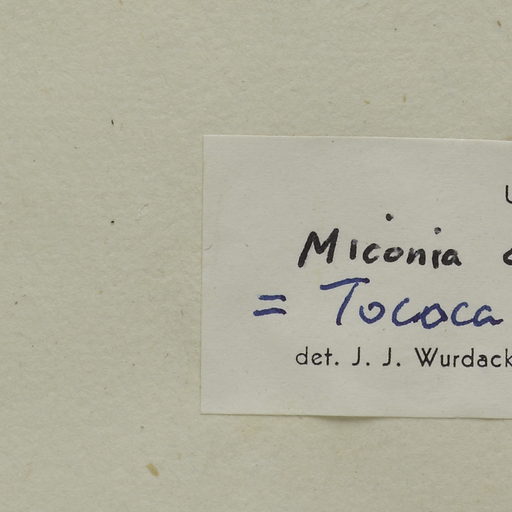 Miconia
= Tococa
det. J. J. Wurdack